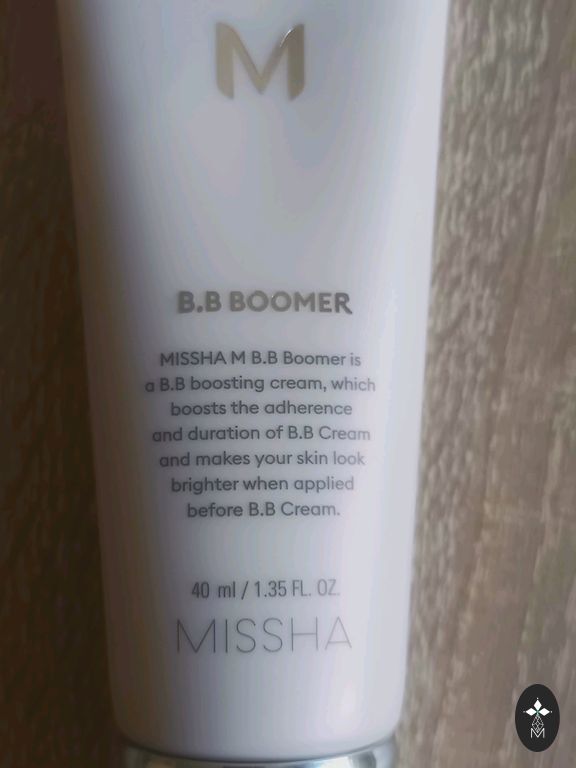 M
B.B BOOMER
MISSHA M B.B Boomer is
a B.B boosting cream, which
boosts the adherence
and duration of B.B Cream
and makes your skin look
brighter when applied
before B.B Cream.
40 ml / 1.35 FL. OZ.
MISSHA
M